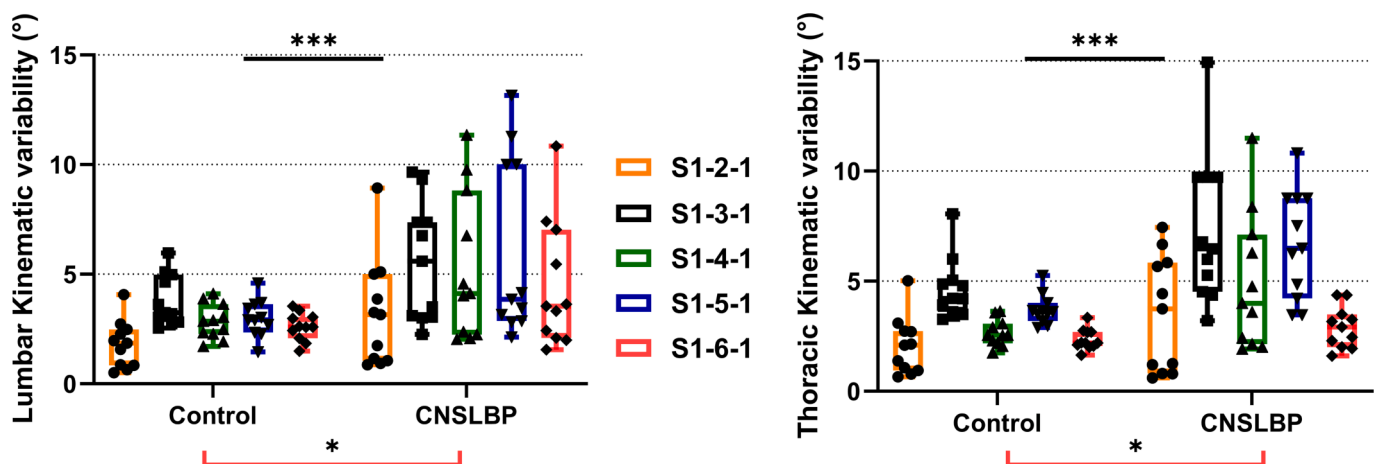 Lumbar Kinematic variability (°)
15
10
5
0
***
Control
CNSLBP
*
S1-2-1
S1-3-1
S1-4-1
S1-5-1
S1-6-1
Thoracic Kinematic variability (°)
15
10
5
0
***
Control
CNSLBP
*